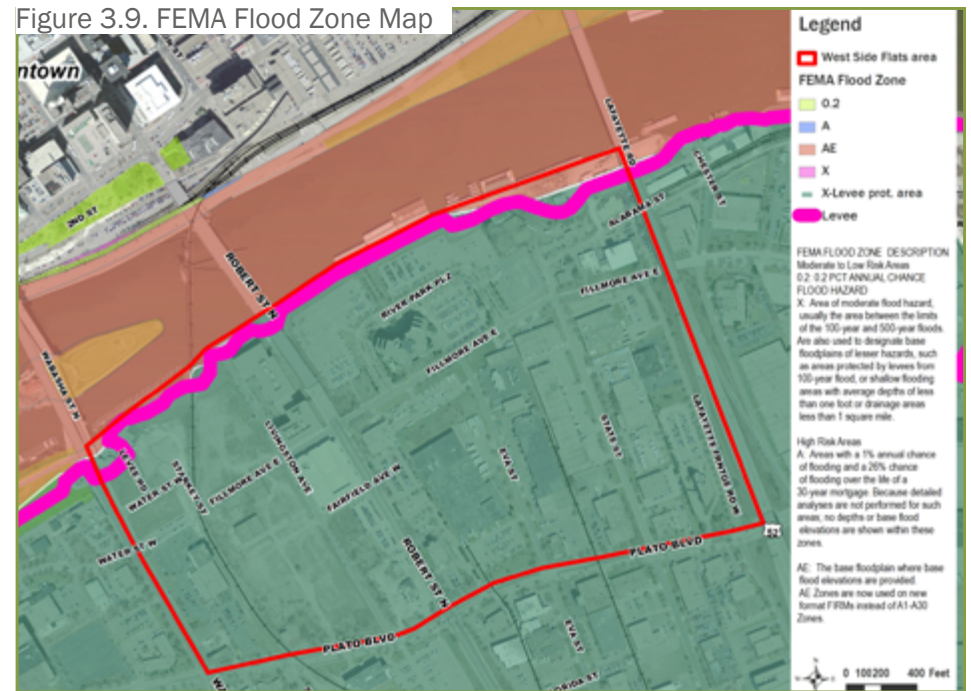 Figure 3.9. FEMA Flood Zone Map
ntown
2ND ST
WABASHA ST N
ROBERT ST N
LAFAYETTE RD
CHESTER ST
ALABAMA ST
FILLMORE AVE E
RIVER PARK PLZ
FILLMORE AVE E
LAFAYETTE FRNTGE RD W
STATE ST
EVA ST
LIVINGSTON AVE
FAIRFIELD AVE W
FILLMORE AVE E
STARKEY ST
LEVEE RD
WATER ST W
WATER ST W
ROBERT ST N
PLATO BLVD
PLATO BLVD
EVA ST
52
ORIDA ST
WA
Legend
West Side Flats area
FEMA Flood Zone
0.2
A
AE
X
X-Levee prot. area
Levee
FEMA FLOOD ZONE DESCRIPTION
Moderate to Low Risk Areas
0.2: 0.2 PCT ANNUAL CHANCE
FLOOD HAZARD
X: Area of moderate flood hazard,
usually the area between the limits
of the 100-year and 500-year floods.
Are also used to designate base
floodplains of lesser hazards, such
as areas protected by levees from
100-year flood, or shallow flooding
areas with average depths of less
than one foot or drainage areas
less than 1 square mile.
High Risk Areas
A: Areas with a 1% annual chance
of flooding and a 26% chance
of flooding over the life of a
30-year mortgage. Because detailed
analyses are not performed for such
areas, no depths or base flood
elevations are shown within these
zones.
AE: The base floodplain where base
flood elevations are provided.
AE Zones are now used on new
format FIRMs instead of A1-A30
Zones.
0 100200 400 Feet